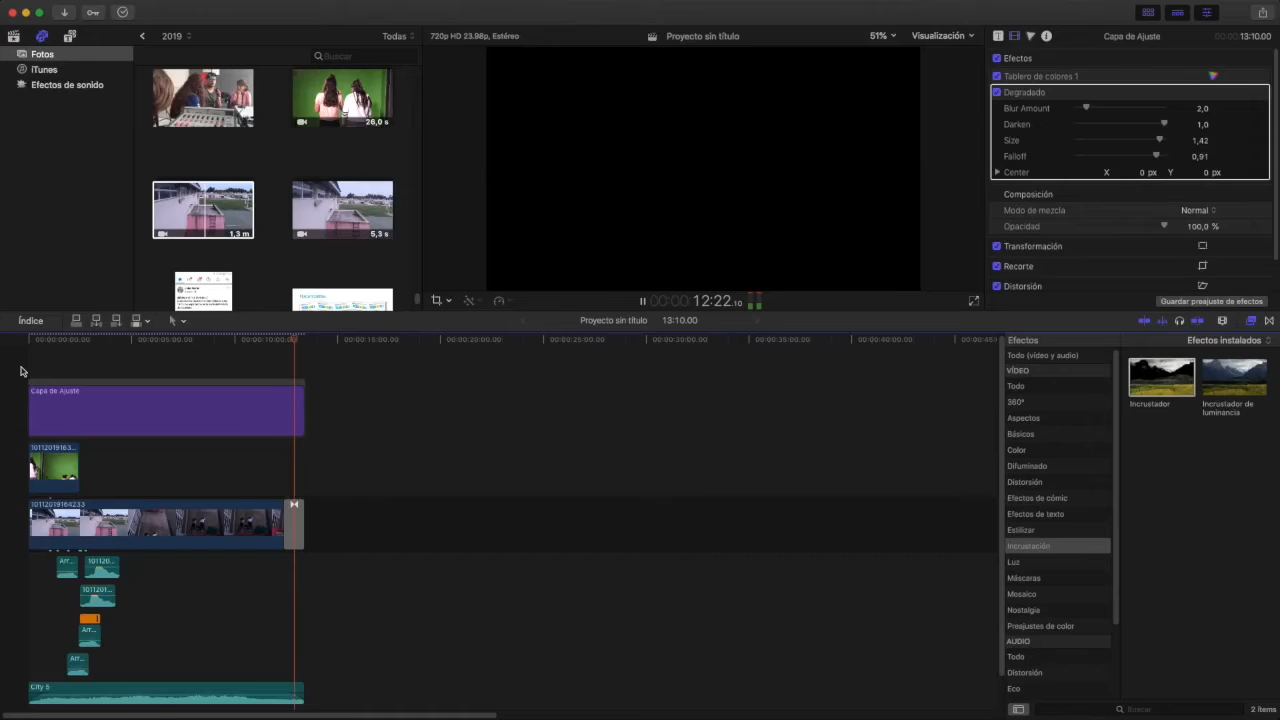 2019
Todas
720p HD 23.98p, Estéreo
Proyecto sin título
51%
Visualización
Capa de Ajuste
00:00:13:10.00
Fotos
iTunes
Efectos de sonido
Buscar
26,0 s
1,3 m
5,3 s
Efectos
Tablero de colores 1
Degradado
Blur Amount 2,0
Darken 1,0
Size 1,42
Falloff 0,91
Center X 0 px Y 0 px
Composición
Modo de mezcla Normal
Opacidad 100,0 %
Transformación
Recorte
Distorsión
Guardar preajuste de efectos
00:00:12:22.10
Índice
Proyecto sin título 13:10.00
00:00:00:00.00
00:00:05:00.00
00:00:10:00.00
00:00:15:00.00
00:00:20:00.00
00:00:25:00.00
00:00:30:00.00
00:00:35:00.00
00:00:40:00.00
00:00:45:00
Capa de Ajuste
10112019163...
10112019164233
Arr...
101120...
1011201...
Arr...
Arr...
City 5
Efectos
Todo (vídeo y audio)
VÍDEO
Todo
360°
Aspectos
Básicos
Color
Difuminado
Distorsión
Efectos de cómic
Efectos de texto
Estilizar
Incrustación
Luz
Máscaras
Mosaico
Nostalgia
Preajustes de color
AUDIO
Todo
Distorsión
Eco
Efectos instalados
Incrustador
Incrustador de luminancia
Buscar
2 ítems